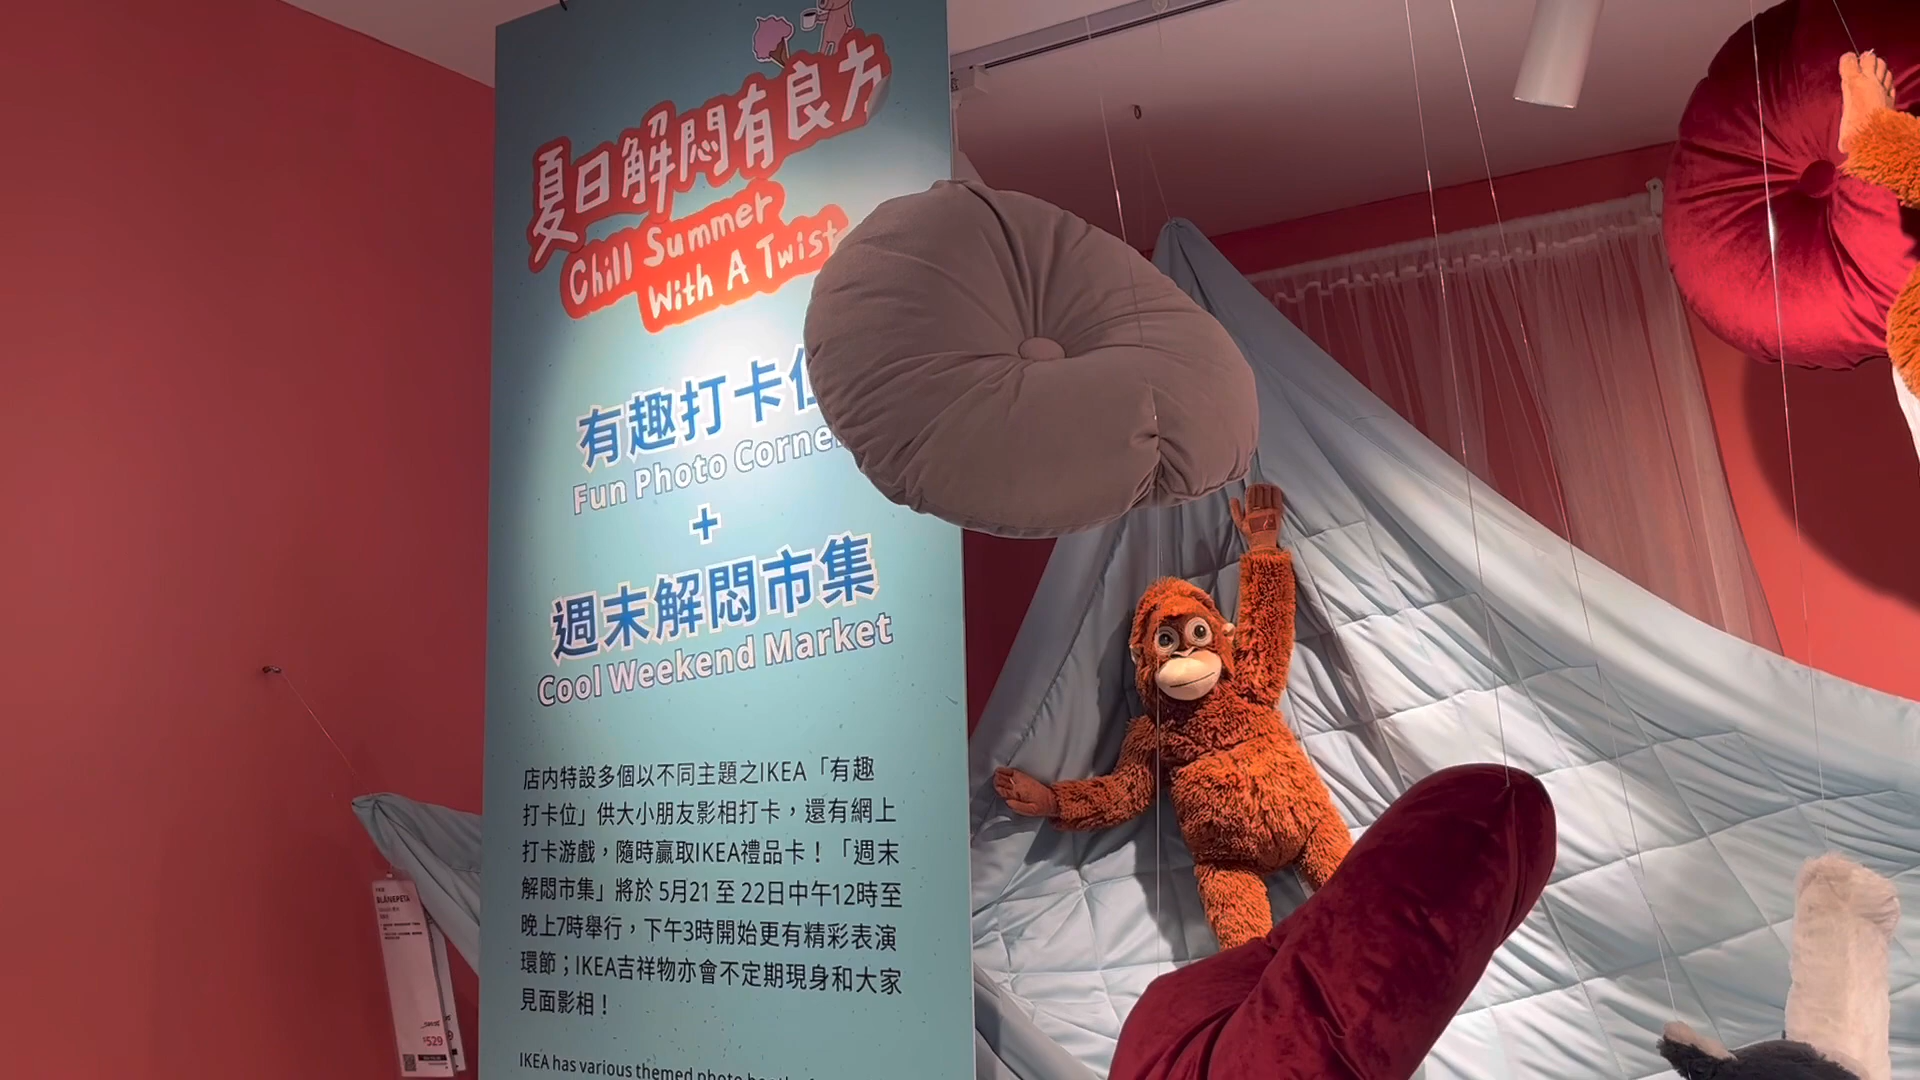 夏日解悶有良方
Chill Summer
With A Twist
有趣打卡
Fun Photo Corner
+
週末解悶市集
Cool Weekend Market
店內特設多個以不同主題之IKEA「有趣
打卡位」供大小朋友影相打卡，還有網上
打卡游戲，隨時贏取IKEA禮品卡！「週末
解悶市集」將於 5月21 至 22日中午12時至
晚上7時舉行，下午3時開始更有精彩表演
環節；IKEA吉祥物亦會不定期現身和大家
見面影相！
IKEA has various themed photo
BLÅNEPETA
$529